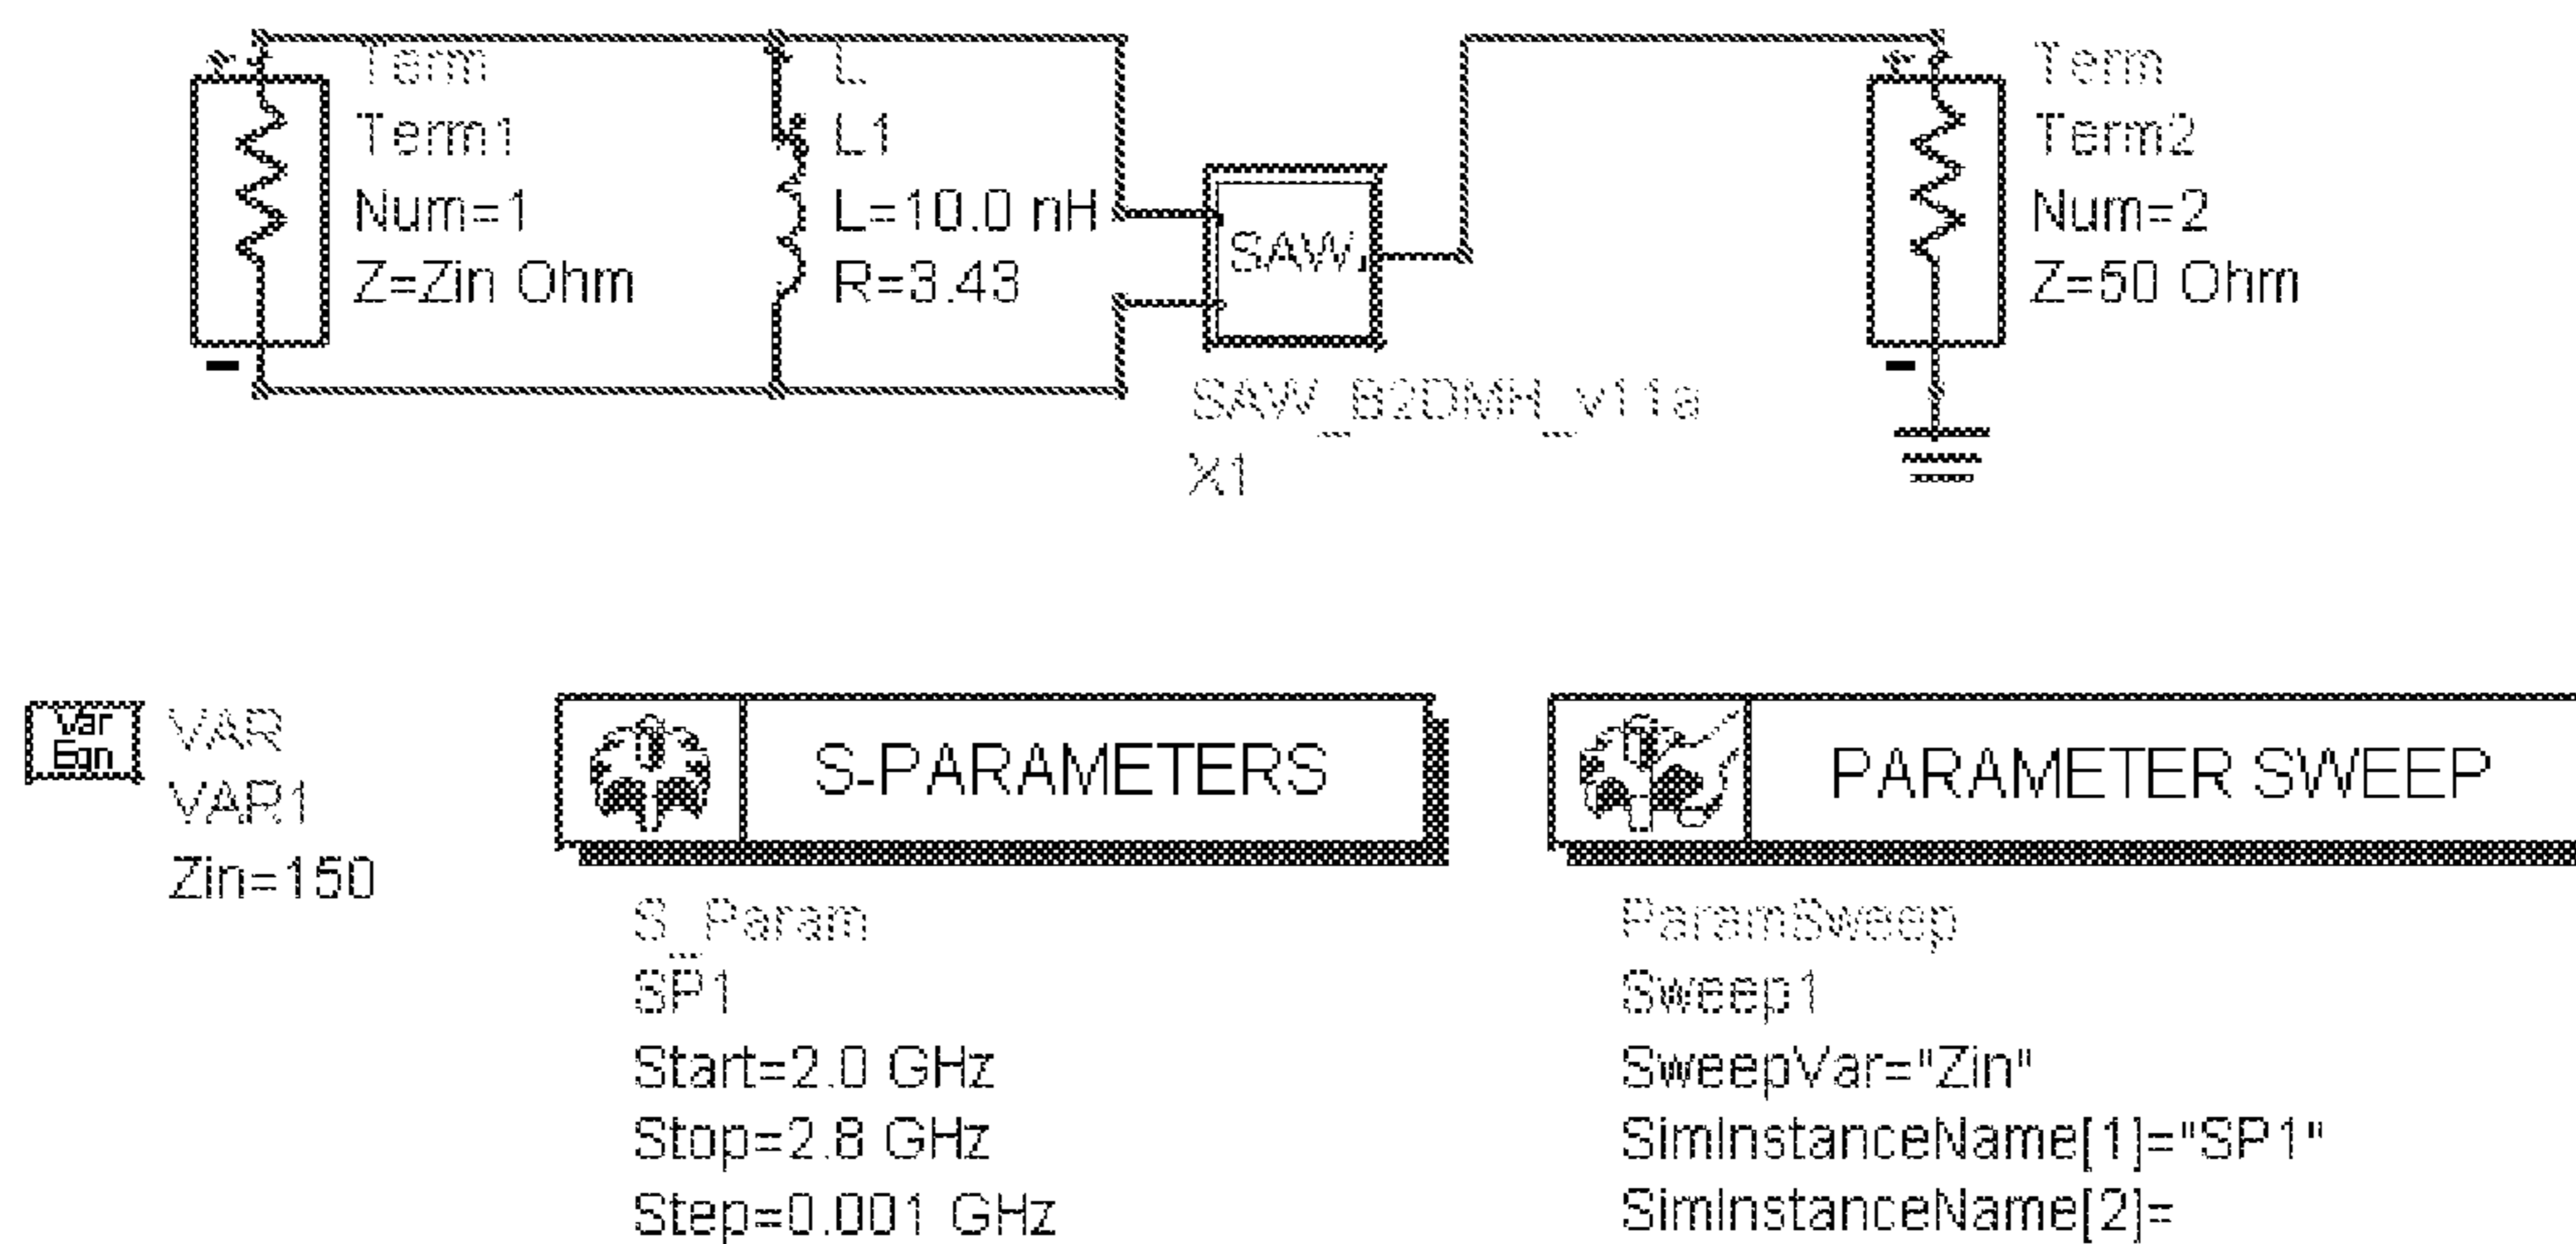 Term
Term1
Num=1
Z=Zin Ohm
L
L1
L=10.0 nH
R=3.43
SAW
SAW_B2DMH_v11a
X1
Term
Term2
Num=2
Z=50 Ohm
Var
Eqn
VAR
VAR1
Zin=150
S-PARAMETERS
S_Param
SP1
Start=2.0 GHz
Stop=2.8 GHz
Step=0.001 GHz
PARAMETER SWEEP
ParamSweep
Sweep1
SweepVar="Zin"
SimInstanceName[1]="SP1"
SimInstanceName[2]=